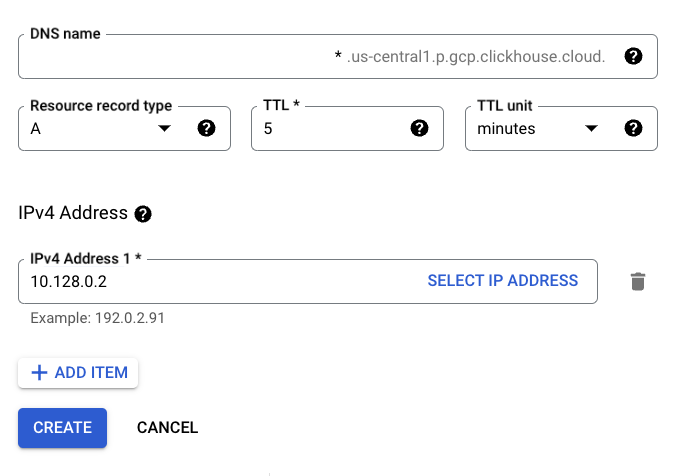 DNS name
* .us-central1.p.gcp.clickhouse.cloud.
Resource record type TTL * TTL unit
A 5 minutes
IPv4 Address
IPv4 Address 1 *
10.128.0.2 SELECT IP ADDRESS
Example: 192.0.2.91
+ ADD ITEM
CREATE CANCEL